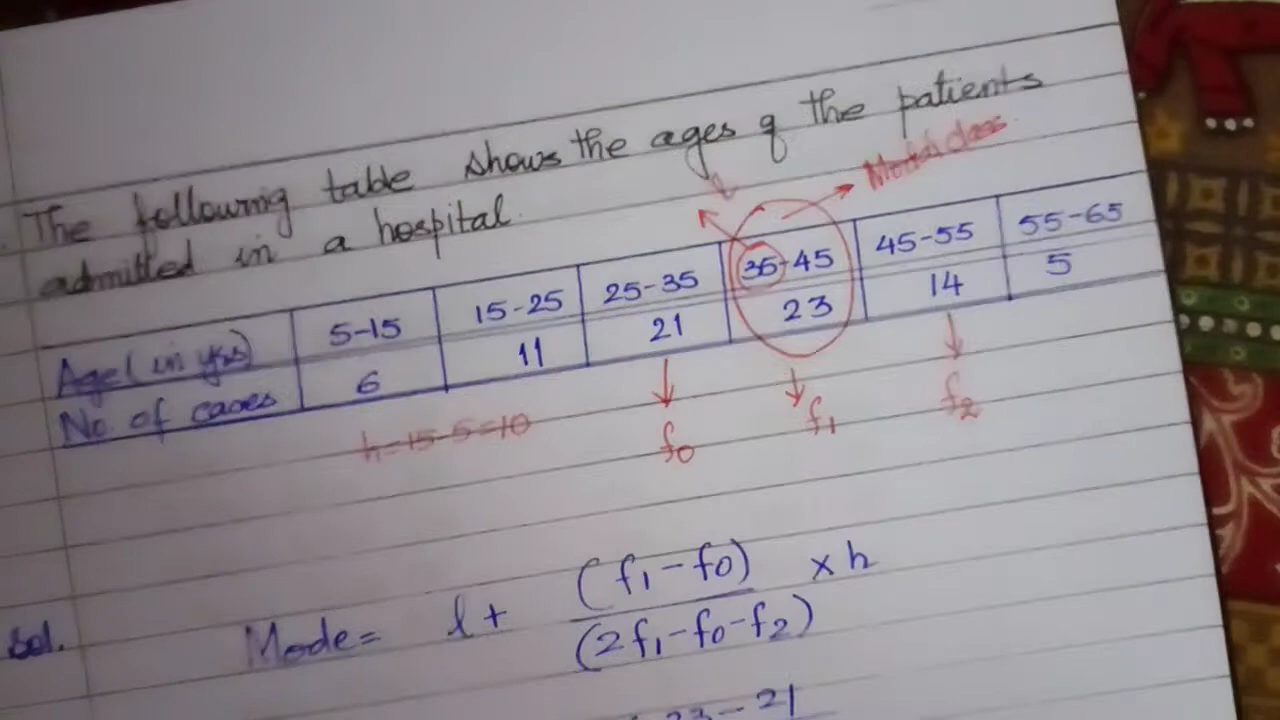 The following table shows the ages of the patients
admitted in a hospital.
l
Modal class
Age (in yrs) 5-15 15-25 25-35 35-45 45-55 55-65
No of cases 6 11 21 23 14 5
h=15-5=10
f0 f1 f2
Sol. Mode = l + (f1-f0) / (2f1-f0-f2) × h
23-21